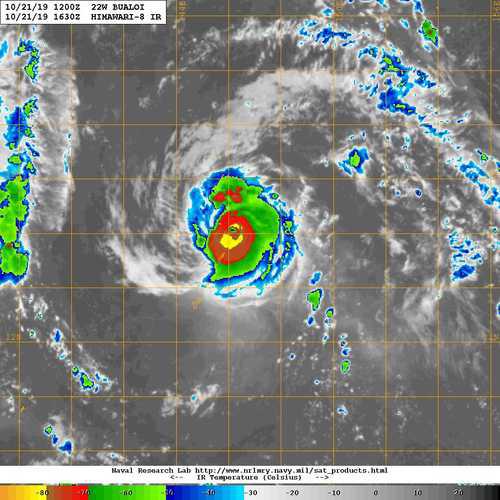 10/21/19 1200Z 22W BUALOI
10/21/19 1630Z HIMAWARI-8 IR
Naval Research Lab http://www.nrlmry.navy.mil/sat_products.html
<-- IR Temperature (Celsius) -->
-80 -70 -60 -50 -40 -30 -20 -10 0 10 20